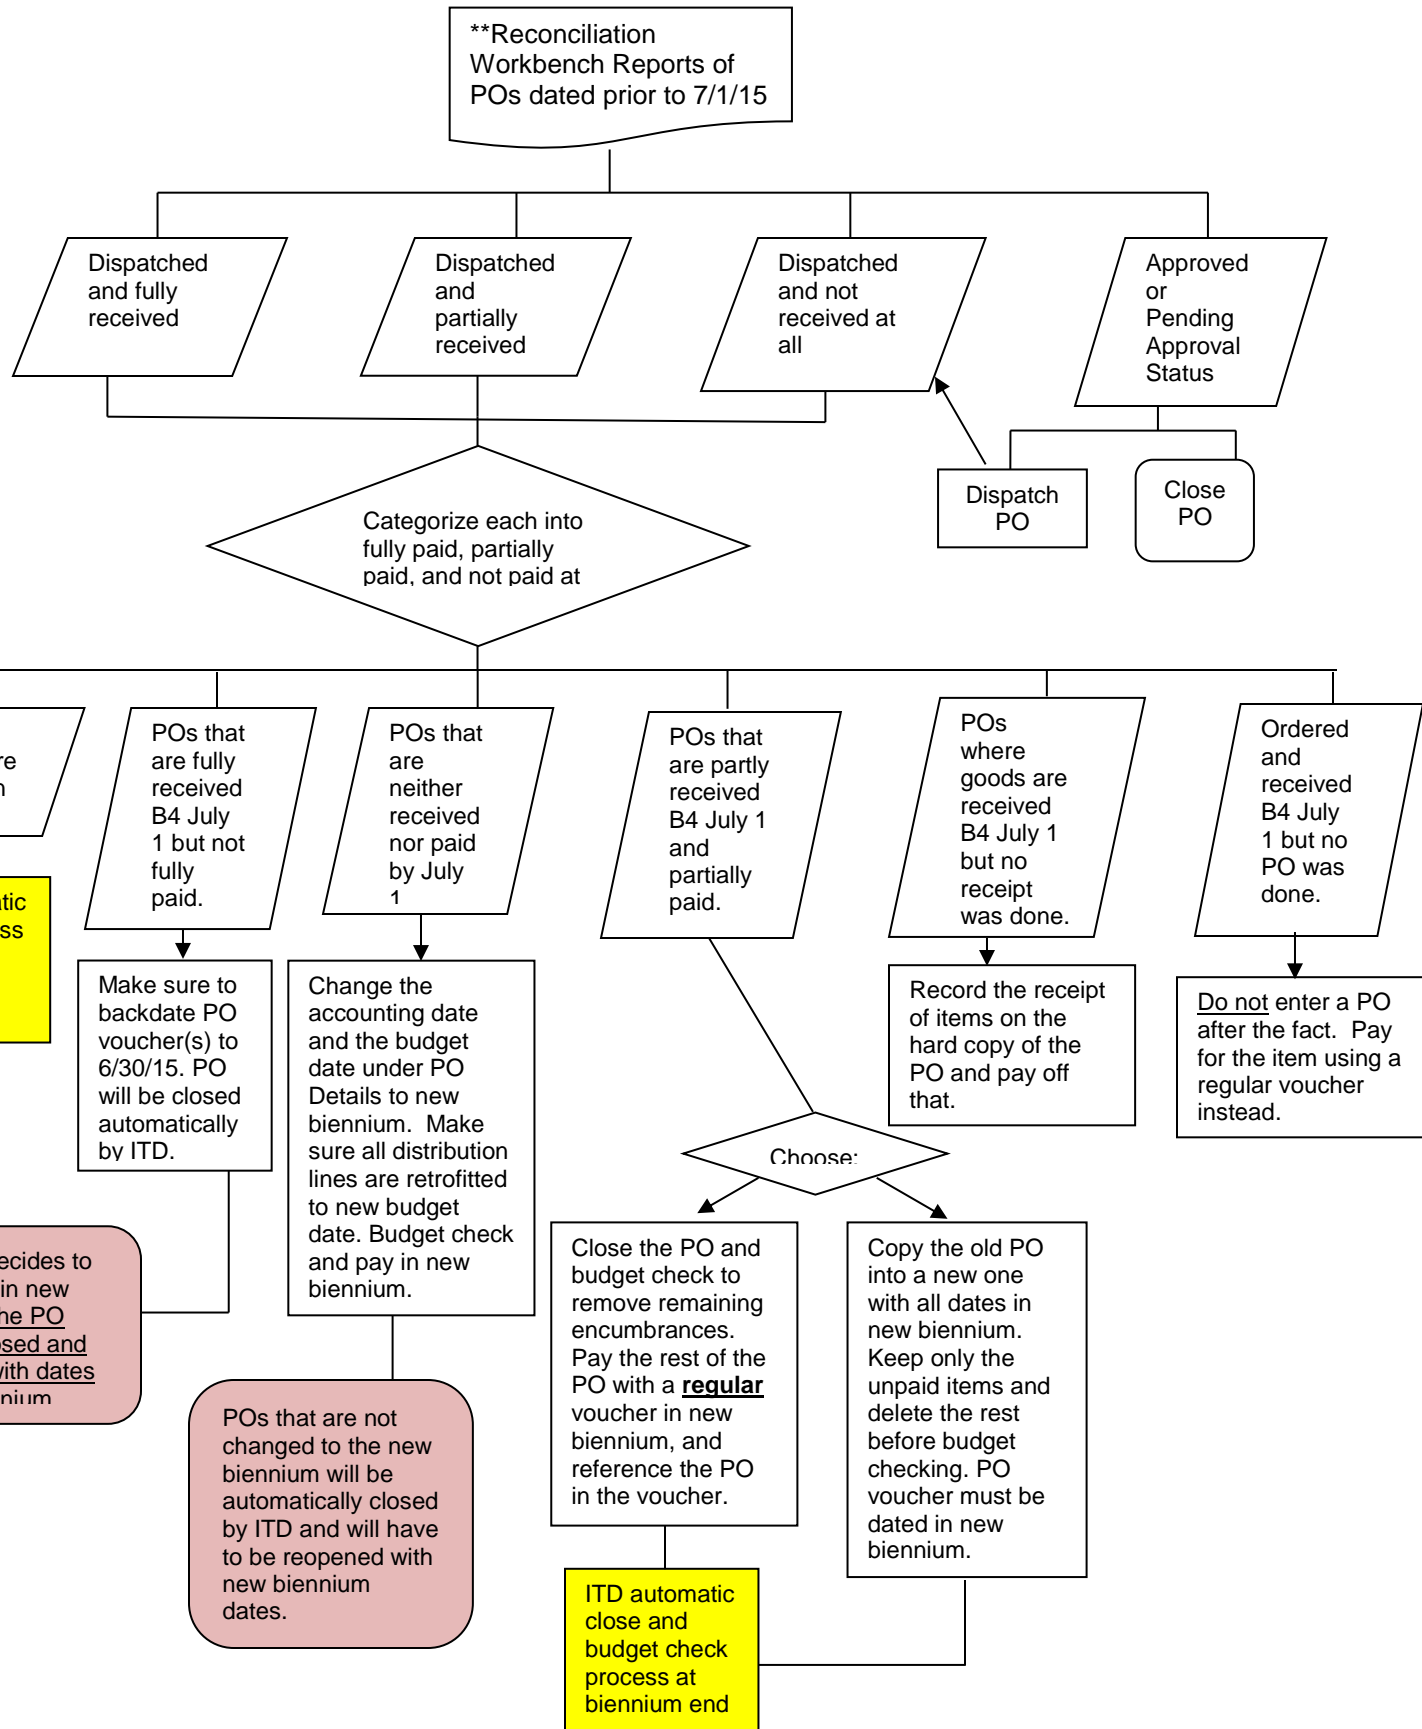 **Reconciliation
Workbench Reports of
POs dated prior to 7/1/15
Dispatched
and fully
received
Dispatched
and
partially
received
Dispatched
and not
received at
all
Approved
or
Pending
Approval
Status
Dispatch
PO
Close
PO
Categorize each into
fully paid, partially
paid, and not paid at
POs that
are fully
received
B4 July
1 but not
fully
paid.
POs that
are
neither
received
nor paid
by July
1
POs that
are partly
received
B4 July 1
and
partially
paid.
POs
where
goods are
received
B4 July 1
but no
receipt
was done.
Ordered
and
received
B4 July
1 but no
PO was
done.
Make sure to
backdate PO
voucher(s) to
6/30/15. PO
will be closed
automatically
by ITD.
Change the
accounting date
and the budget
date under PO
Details to new
biennium.  Make
sure all distribution
lines are retrofitted
to new budget
date. Budget check
and pay in new
biennium.
Record the receipt
of items on the
hard copy of the
PO and pay off
that.
Do not enter a PO
after the fact.  Pay
for the item using a
regular voucher
instead.
Choose:
to
in new
PO
and
with dates
Close the PO and
budget check to
remove remaining
encumbrances.
Pay the rest of the
PO with a regular
voucher in new
biennium, and
reference the PO
in the voucher.
Copy the old PO
into a new one
with all dates in
new biennium.
Keep only the
unpaid items and
delete the rest
before budget
checking. PO
voucher must be
dated in new
biennium.
POs that are not
changed to the new
biennium will be
automatically closed
by ITD and will have
to be reopened with
new biennium
dates.
ITD automatic
close and
budget check
process at
biennium end